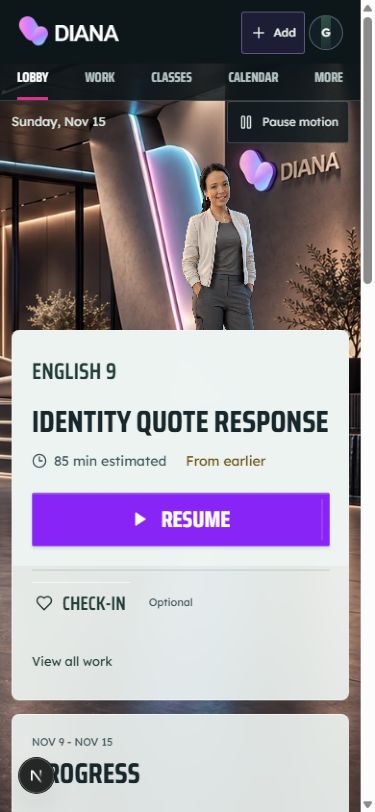 DIANA
Add
G
LOBBY
WORK
CLASSES
CALENDAR
MORE
Sunday, Nov 15
Pause motion
DIANA
ENGLISH 9
IDENTITY QUOTE RESPONSE
85 min estimated
From earlier
RESUME
CHECK-IN
Optional
View all work
NOV 9 - NOV 15
N
ROGRESS